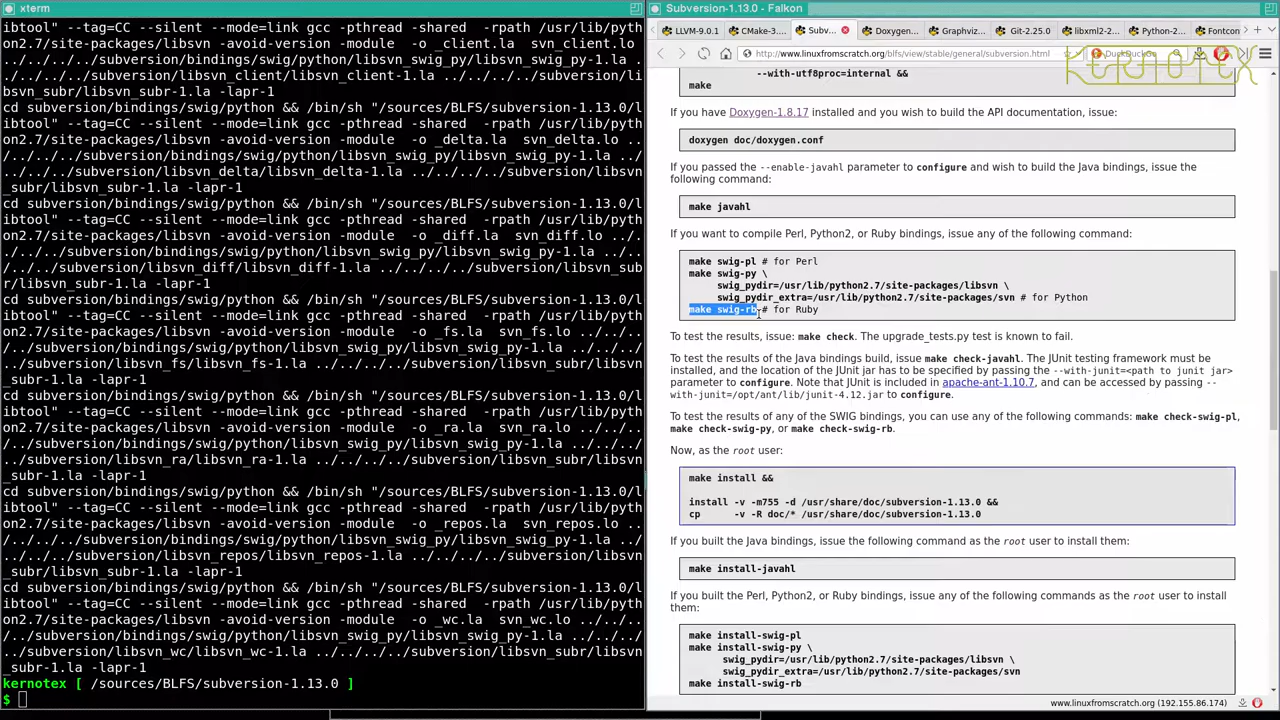 xterm
ibtool" --tag=CC --silent --mode=link gcc -pthread -shared  -rpath /usr/lib/pyth
on2.7/site-packages/libsvn -avoid-version -module  -o _client.la  svn_client.lo
../../../../subversion/bindings/swig/python/libsvn_swig_py/libsvn_swig_py-1.la .
./../../../subversion/libsvn_client/libsvn_client-1.la ../../../../subversion/li
bsvn_subr/libsvn_subr-1.la -lapr-1
cd subversion/bindings/swig/python && /bin/sh "/sources/BLFS/subversion-1.13.0/l
ibtool" --tag=CC --silent --mode=link gcc -pthread -shared  -rpath /usr/lib/pyth
on2.7/site-packages/libsvn -avoid-version -module  -o _delta.la  svn_delta.lo ..
/../../../subversion/bindings/swig/python/libsvn_swig_py/libsvn_swig_py-1.la ../
../../../subversion/libsvn_delta/libsvn_delta-1.la ../../../../subversion/libsvn
_subr/libsvn_subr-1.la -lapr-1
cd subversion/bindings/swig/python && /bin/sh "/sources/BLFS/subversion-1.13.0/l
ibtool" --tag=CC --silent --mode=link gcc -pthread -shared  -rpath /usr/lib/pyth
on2.7/site-packages/libsvn -avoid-version -module  -o _diff.la  svn_diff.lo ../.
./../../subversion/bindings/swig/python/libsvn_swig_py/libsvn_swig_py-1.la ../..
/../../subversion/libsvn_diff/libsvn_diff-1.la ../../../../subversion/libsvn_sub
r/libsvn_subr-1.la -lapr-1
cd subversion/bindings/swig/python && /bin/sh "/sources/BLFS/subversion-1.13.0/l
ibtool" --tag=CC --silent --mode=link gcc -pthread -shared  -rpath /usr/lib/pyth
on2.7/site-packages/libsvn -avoid-version -module  -o _fs.la  svn_fs.lo ../../..
/../subversion/bindings/swig/python/libsvn_swig_py/libsvn_swig_py-1.la ../../../
../subversion/libsvn_fs/libsvn_fs-1.la ../../../../subversion/libsvn_subr/libsvn
_subr-1.la -lapr-1
cd subversion/bindings/swig/python && /bin/sh "/sources/BLFS/subversion-1.13.0/l
ibtool" --tag=CC --silent --mode=link gcc -pthread -shared  -rpath /usr/lib/pyth
on2.7/site-packages/libsvn -avoid-version -module  -o _ra.la  svn_ra.lo ../../..
/../subversion/bindings/swig/python/libsvn_swig_py/libsvn_swig_py-1.la ../../../
../subversion/libsvn_ra/libsvn_ra-1.la ../../../../subversion/libsvn_subr/libsvn
_subr-1.la -lapr-1
cd subversion/bindings/swig/python && /bin/sh "/sources/BLFS/subversion-1.13.0/l
ibtool" --tag=CC --silent --mode=link gcc -pthread -shared  -rpath /usr/lib/pyth
on2.7/site-packages/libsvn -avoid-version -module  -o _repos.la  svn_repos.lo ..
/../../../subversion/bindings/swig/python/libsvn_swig_py/libsvn_swig_py-1.la ../
../../../subversion/libsvn_repos/libsvn_repos-1.la ../../../../subversion/libsvn
_subr/libsvn_subr-1.la -lapr-1
cd subversion/bindings/swig/python && /bin/sh "/sources/BLFS/subversion-1.13.0/l
ibtool" --tag=CC --silent --mode=link gcc -pthread -shared  -rpath /usr/lib/pyth
on2.7/site-packages/libsvn -avoid-version -module  -o _wc.la  svn_wc.lo ../../..
/../subversion/bindings/swig/python/libsvn_swig_py/libsvn_swig_py-1.la ../../../
../subversion/libsvn_wc/libsvn_wc-1.la ../../../../subversion/libsvn_subr/libsvn
_subr-1.la -lapr-1
kernotex [ /sources/BLFS/subversion-1.13.0 ]
$
Subversion-1.13.0 - Falkon
LLVM-9.0.1 CMake-3.... Subv... Doxygen... Graphviz... Git-2.25.0 libxml2-2... Python-2... Fontcon
http://www.linuxfromscratch.org/blfs/view/stable/general/subversion.html
KERNOTEX
--with-utf8proc=internal &&
make
If you have Doxygen-1.8.17 installed and you wish to build the API documentation, issue:
doxygen doc/doxygen.conf
If you passed the --enable-javahl parameter to configure and wish to build the Java bindings, issue the
following command:
make javahl
If you want to compile Perl, Python2, or Ruby bindings, issue any of the following command:
make swig-pl # for Perl
make swig-py \
swig_pydir=/usr/lib/python2.7/site-packages/libsvn \
swig_pydir_extra=/usr/lib/python2.7/site-packages/svn # for Python
make swig-rb # for Ruby
To test the results, issue: make check. The upgrade_tests.py test is known to fail.
To test the results of the Java bindings build, issue make check-javahl. The JUnit testing framework must be
installed, and the location of the JUnit jar has to be specified by passing the --with-junit=<path to junit jar>
parameter to configure. Note that JUnit is included in apache-ant-1.10.7, and can be accessed by passing --
with-junit=/opt/ant/lib/junit-4.12.jar to configure.
To test the results of any of the SWIG bindings, you can use any of the following commands: make check-swig-pl,
make check-swig-py, or make check-swig-rb.
Now, as the root user:
make install &&
install -v -m755 -d /usr/share/doc/subversion-1.13.0 &&
cp      -v -R doc/* /usr/share/doc/subversion-1.13.0
If you built the Java bindings, issue the following command as the root user to install them:
make install-javahl
If you built the Perl, Python2, or Ruby bindings, issue any of the following commands as the root user to install
them:
make install-swig-pl
make install-swig-py \
swig_pydir=/usr/lib/python2.7/site-packages/libsvn \
swig_pydir_extra=/usr/lib/python2.7/site-packages/svn
make install-swig-rb
www.linuxfromscratch.org (192.155.86.174)